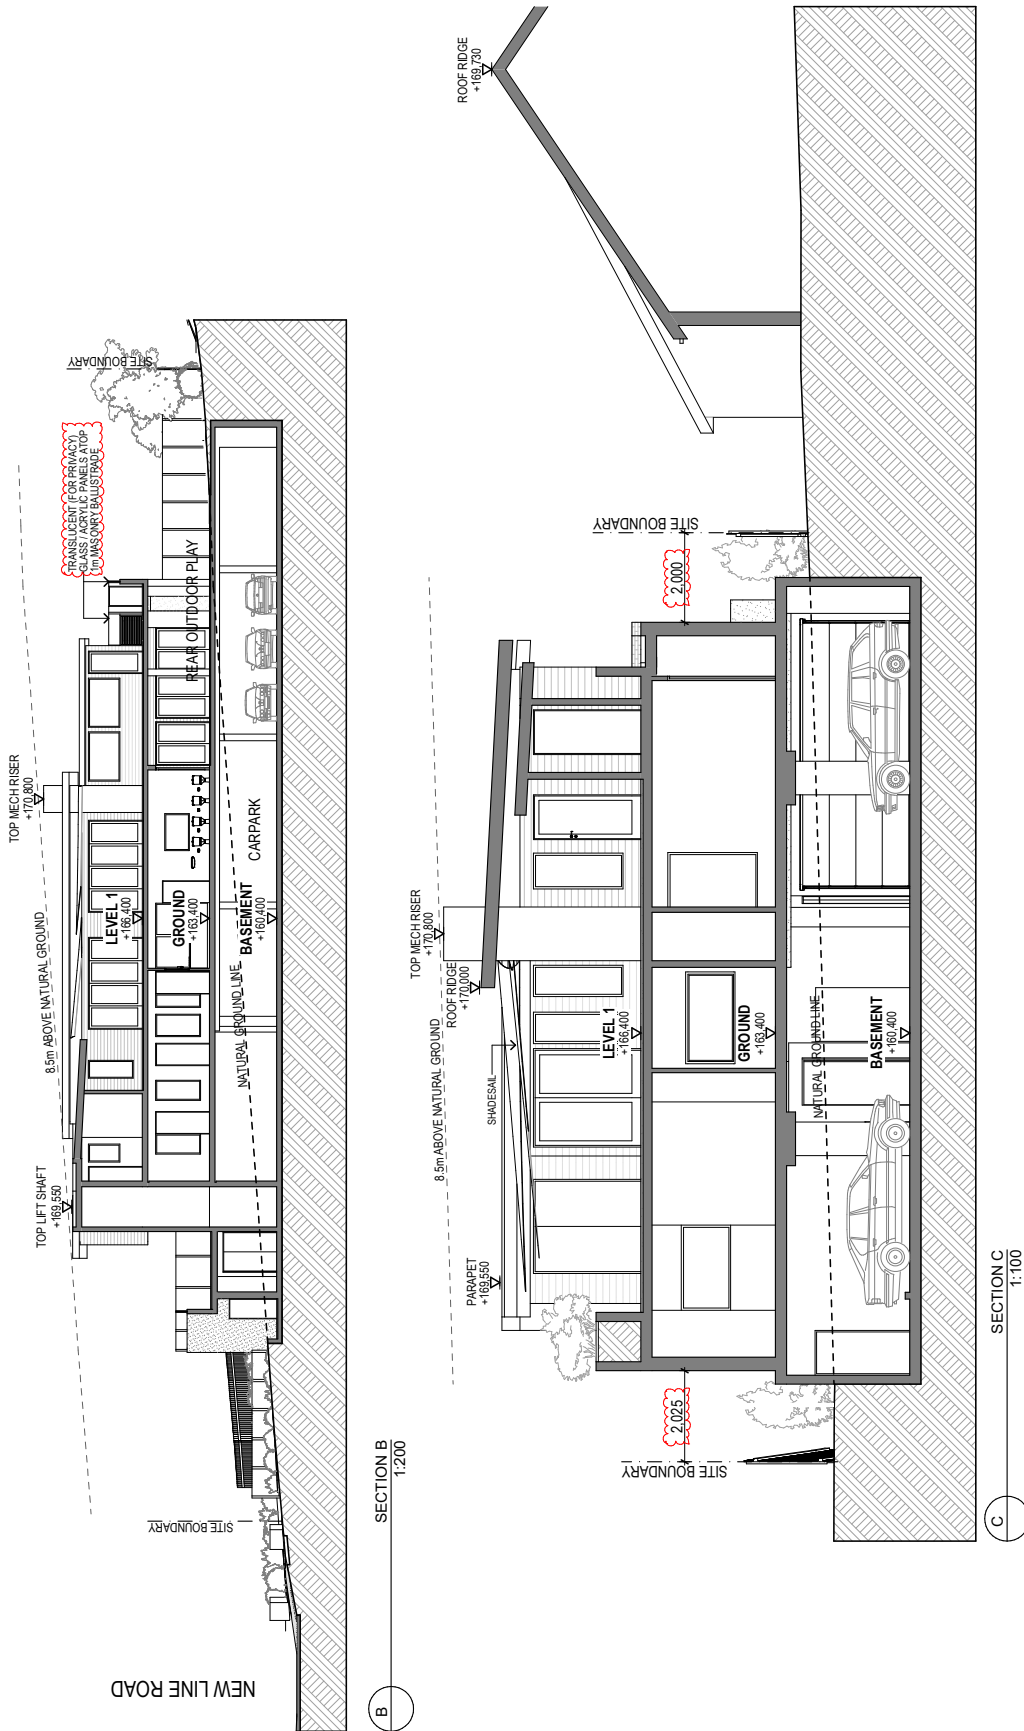 NEW LINE ROAD
SITE BOUNDARY
8.5m ABOVE NATURAL GROUND
TOP LIFT SHAFT
+169,550
TOP MECH RISER
+170,800
TRANSLUCENT (FOR PRIVACY)
GLASS / ACRYLIC PANELS ATOP
1m MASONRY BALUSTRADE
SITE BOUNDARY
LEVEL 1
+166,400
GROUND
+163,400
REAR OUTDOOR PLAY
NATURAL GROUND LINE
BASEMENT
+160,400
CARPARK
B
SECTION B
1:200
ROOF RIDGE
+169,730
8.5m ABOVE NATURAL GROUND
TOP MECH RISER
+170,800
ROOF RIDGE
+170,000
PARAPET
+169,550
SHADESAIL
SITE BOUNDARY
2,025
2,000
SITE BOUNDARY
LEVEL 1
+166,400
GROUND
+163,400
NATURAL GROUND LINE
BASEMENT
+160,400
C
SECTION C
1:100